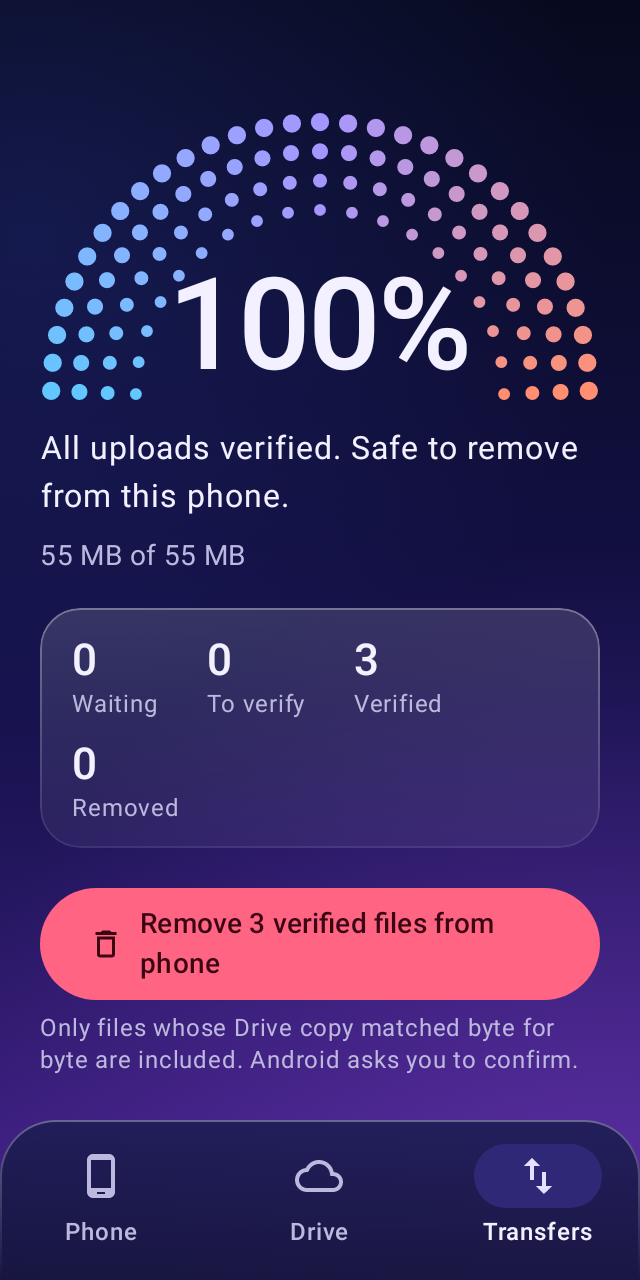 100%
All uploads verified. Safe to remove
from this phone.
55 MB of 55 MB
0 0 3
Waiting To verify Verified
0
Removed
Remove 3 verified files from
phone
Only files whose Drive copy matched byte for
byte are included. Android asks you to confirm.
Phone Drive Transfers